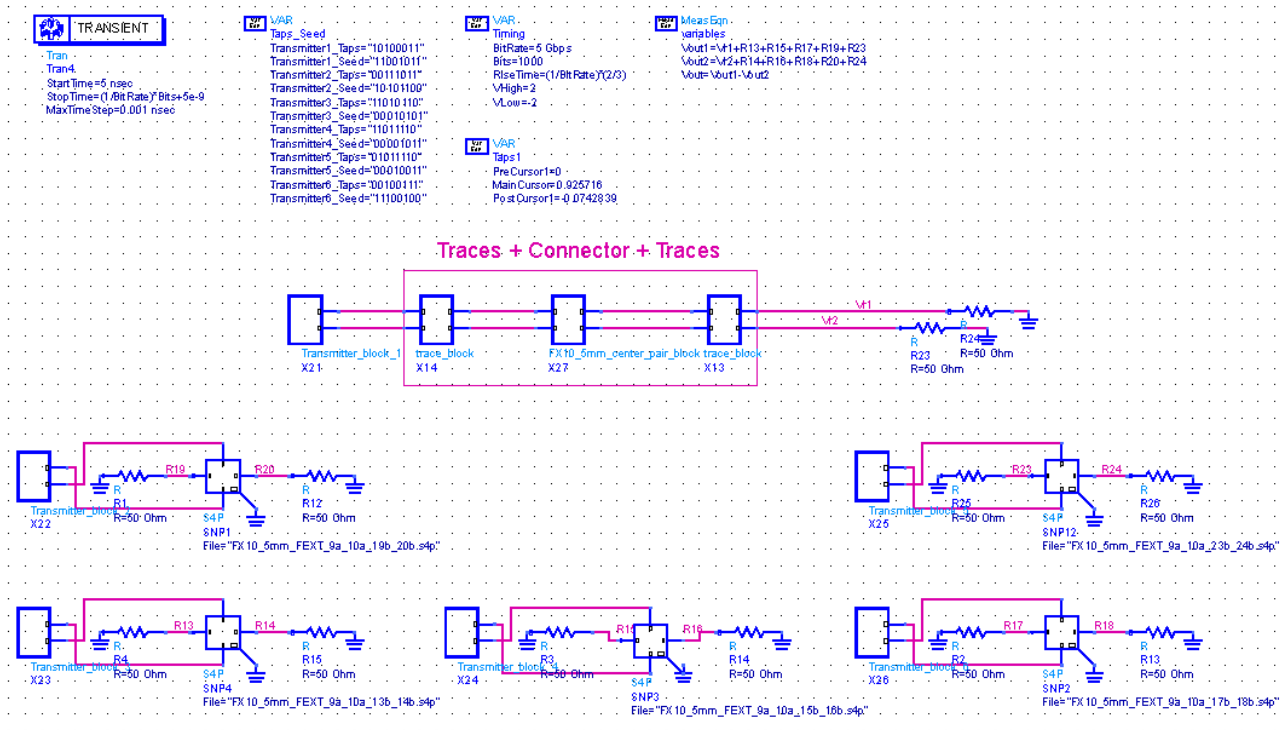 TRANSIENT
Tran
Tran4
StartTime=5 nsec
StopTime=(1/BitRate)*Bits+5e-9
MaxTimeStep=0.001 nsec
VAR
Taps_Seed
Transmitter1_Taps="10100011"
Transmitter1_Seed="11001011"
Transmitter2_Taps="00111011"
Transmitter2_Seed="10101100"
Transmitter3_Taps="11010110"
Transmitter3_Seed="00010101"
Transmitter4_Taps="11011110"
Transmitter4_Seed="00001011"
Transmitter5_Taps="01011110"
Transmitter5_Seed="00010011"
Transmitter6_Taps="00100111"
Transmitter6_Seed="11100100"
VAR
Timing
BitRate=5 Gbps
Bits=1000
RiseTime=(1/BitRate)*(2/3)
VHigh=2
VLow=-2
VAR
Taps1
PreCursor1=0
MainCursor=0.925716
PostCursor1=-0.0742839
MeasEqn
variables
Vout1=Vr1+R13+R15+R17+R19+R23
Vout2=Vr2+R14+R16+R18+R20+R24
Vout=Vout1-Vout2
Traces + Connector + Traces
Vr1
Vr2
Transmitter_block_1
X21
trace_block
X14
FX10_5mm_center_pair_block
X27
trace_block
X13
R
R23
R=50 Ohm
R
R24
R=50 Ohm
R19
R20
Transmitter_block
X22
R
R1
R=50 Ohm
S4P
SNP1
File="FX10_5mm_FEXT_9a_10a_19b_20b.s4p"
R
R12
R=50 Ohm
R23
R24
Transmitter_block
X25
R
R25
R=50 Ohm
S4P
SNP12
File="FX10_5mm_FEXT_9a_10a_23b_24b.s4p"
R
R26
R=50 Ohm
R13
R14
Transmitter_block
X23
R
R4
R=50 Ohm
S4P
SNP4
File="FX10_5mm_FEXT_9a_10a_13b_14b.s4p"
R
R15
R=50 Ohm
R15
R16
Transmitter_block
X24
R
R3
R=50 Ohm
S4P
SNP3
File="FX10_5mm_FEXT_9a_10a_15b_16b.s4p"
R
R14
R=50 Ohm
R17
R18
Transmitter_block
X26
R
R2
R=50 Ohm
S4P
SNP2
File="FX10_5mm_FEXT_9a_10a_17b_18b.s4p"
R
R13
R=50 Ohm